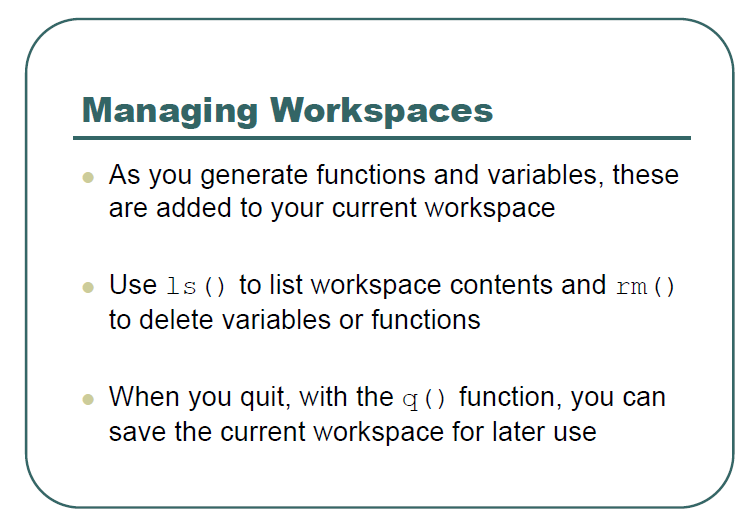 Managing Workspaces
As you generate functions and variables, these
are added to your current workspace
Use ls() to list workspace contents and rm()
to delete variables or functions
When you quit, with the q() function, you can
save the current workspace for later use